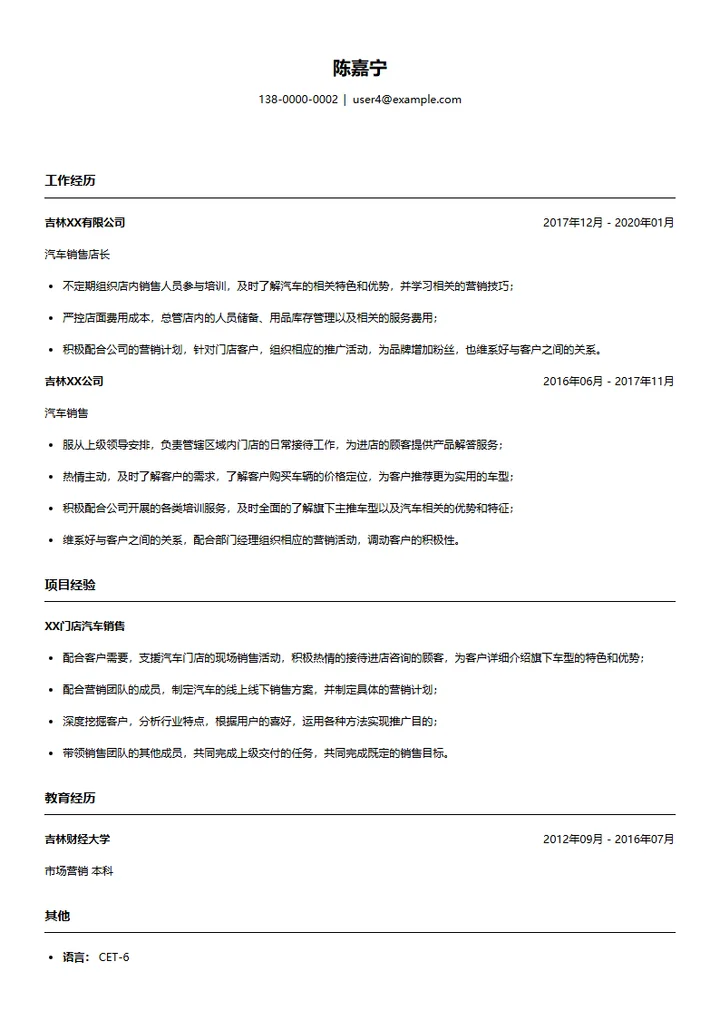 陈嘉宁
138-0000-0002 | user4@example.com
工作经历
吉林XX有限公司 2017年12月 - 2020年01月
汽车销售店长
• 不定期组织店内销售人员参与培训，及时了解汽车的相关特色和优势，并学习相关的营销技巧；
• 严控店面费用成本，总管店内的人员储备、用品库存管理以及相关的服务费用；
• 积极配合公司的营销计划，针对门店客户，组织相应的推广活动，为品牌增加粉丝，也维系好与客户之间的关系。
吉林XX公司 2016年06月 - 2017年11月
汽车销售
• 服从上级领导安排，负责管辖区域内门店的日常接待工作，为进店的顾客提供产品解答服务；
• 热情主动，及时了解客户的需求，了解客户购买车辆的价格定位，为客户推荐更为实用的车型；
• 积极配合公司开展的各类培训服务，及时全面的了解旗下主推车型以及汽车相关的优势和特征；
• 维系好与客户之间的关系，配合部门经理组织相应的营销活动，调动客户的积极性。
项目经验
XX门店汽车销售
• 配合客户需要，支援汽车门店的现场销售活动，积极热情的接待进店咨询的顾客，为客户详细介绍旗下车型的特色和优势；
• 配合营销团队的成员，制定汽车的线上线下销售方案，并制定具体的营销计划；
• 深度挖掘客户，分析行业特点，根据用户的喜好，运用各种方法实现推广目的；
• 带领销售团队的其他成员，共同完成上级交付的任务，共同完成既定的销售目标。
教育经历
吉林财经大学 2012年09月 - 2016年07月
市场营销 本科
其他
• 语言： CET-6